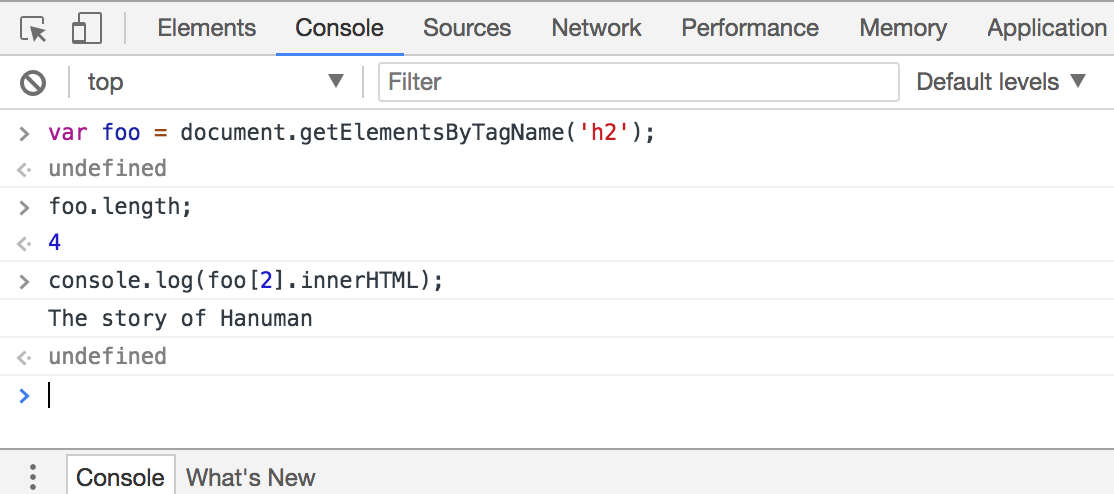 Elements Console Sources Network Performance Memory Application
top Filter Default levels
> var foo = document.getElementsByTagName('h2');
undefined
> foo.length;
4
> console.log(foo[2].innerHTML);
The story of Hanuman
undefined
>
Console What's New